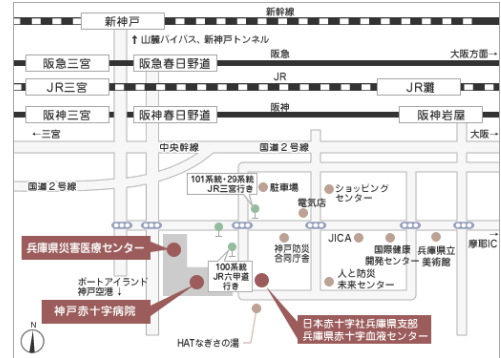 新幹線
新神戸
↑山麓バイパス、新神戸トンネル
阪急
大阪方面→
阪急三宮
阪急春日野道
JR
JR三宮
JR灘
阪神
阪神三宮
阪神春日野道
阪神岩屋
←三宮
大阪→
中央幹線
国道2号線
国道2号線
101系統・29系統
JR三宮行き
駐車場
ショッピング
センター
電気店
神戸防災
合同庁舎
JICA
国際健康
開発センター
兵庫県立
美術館
摩耶IC
兵庫県災害医療センター
100系統
JR六甲道
行き
人と防災
未来センター
ポートアイランド
神戸空港↓
神戸赤十字病院
日本赤十字社兵庫県支部
兵庫県赤十字血液センター
HATなぎさの湯
N